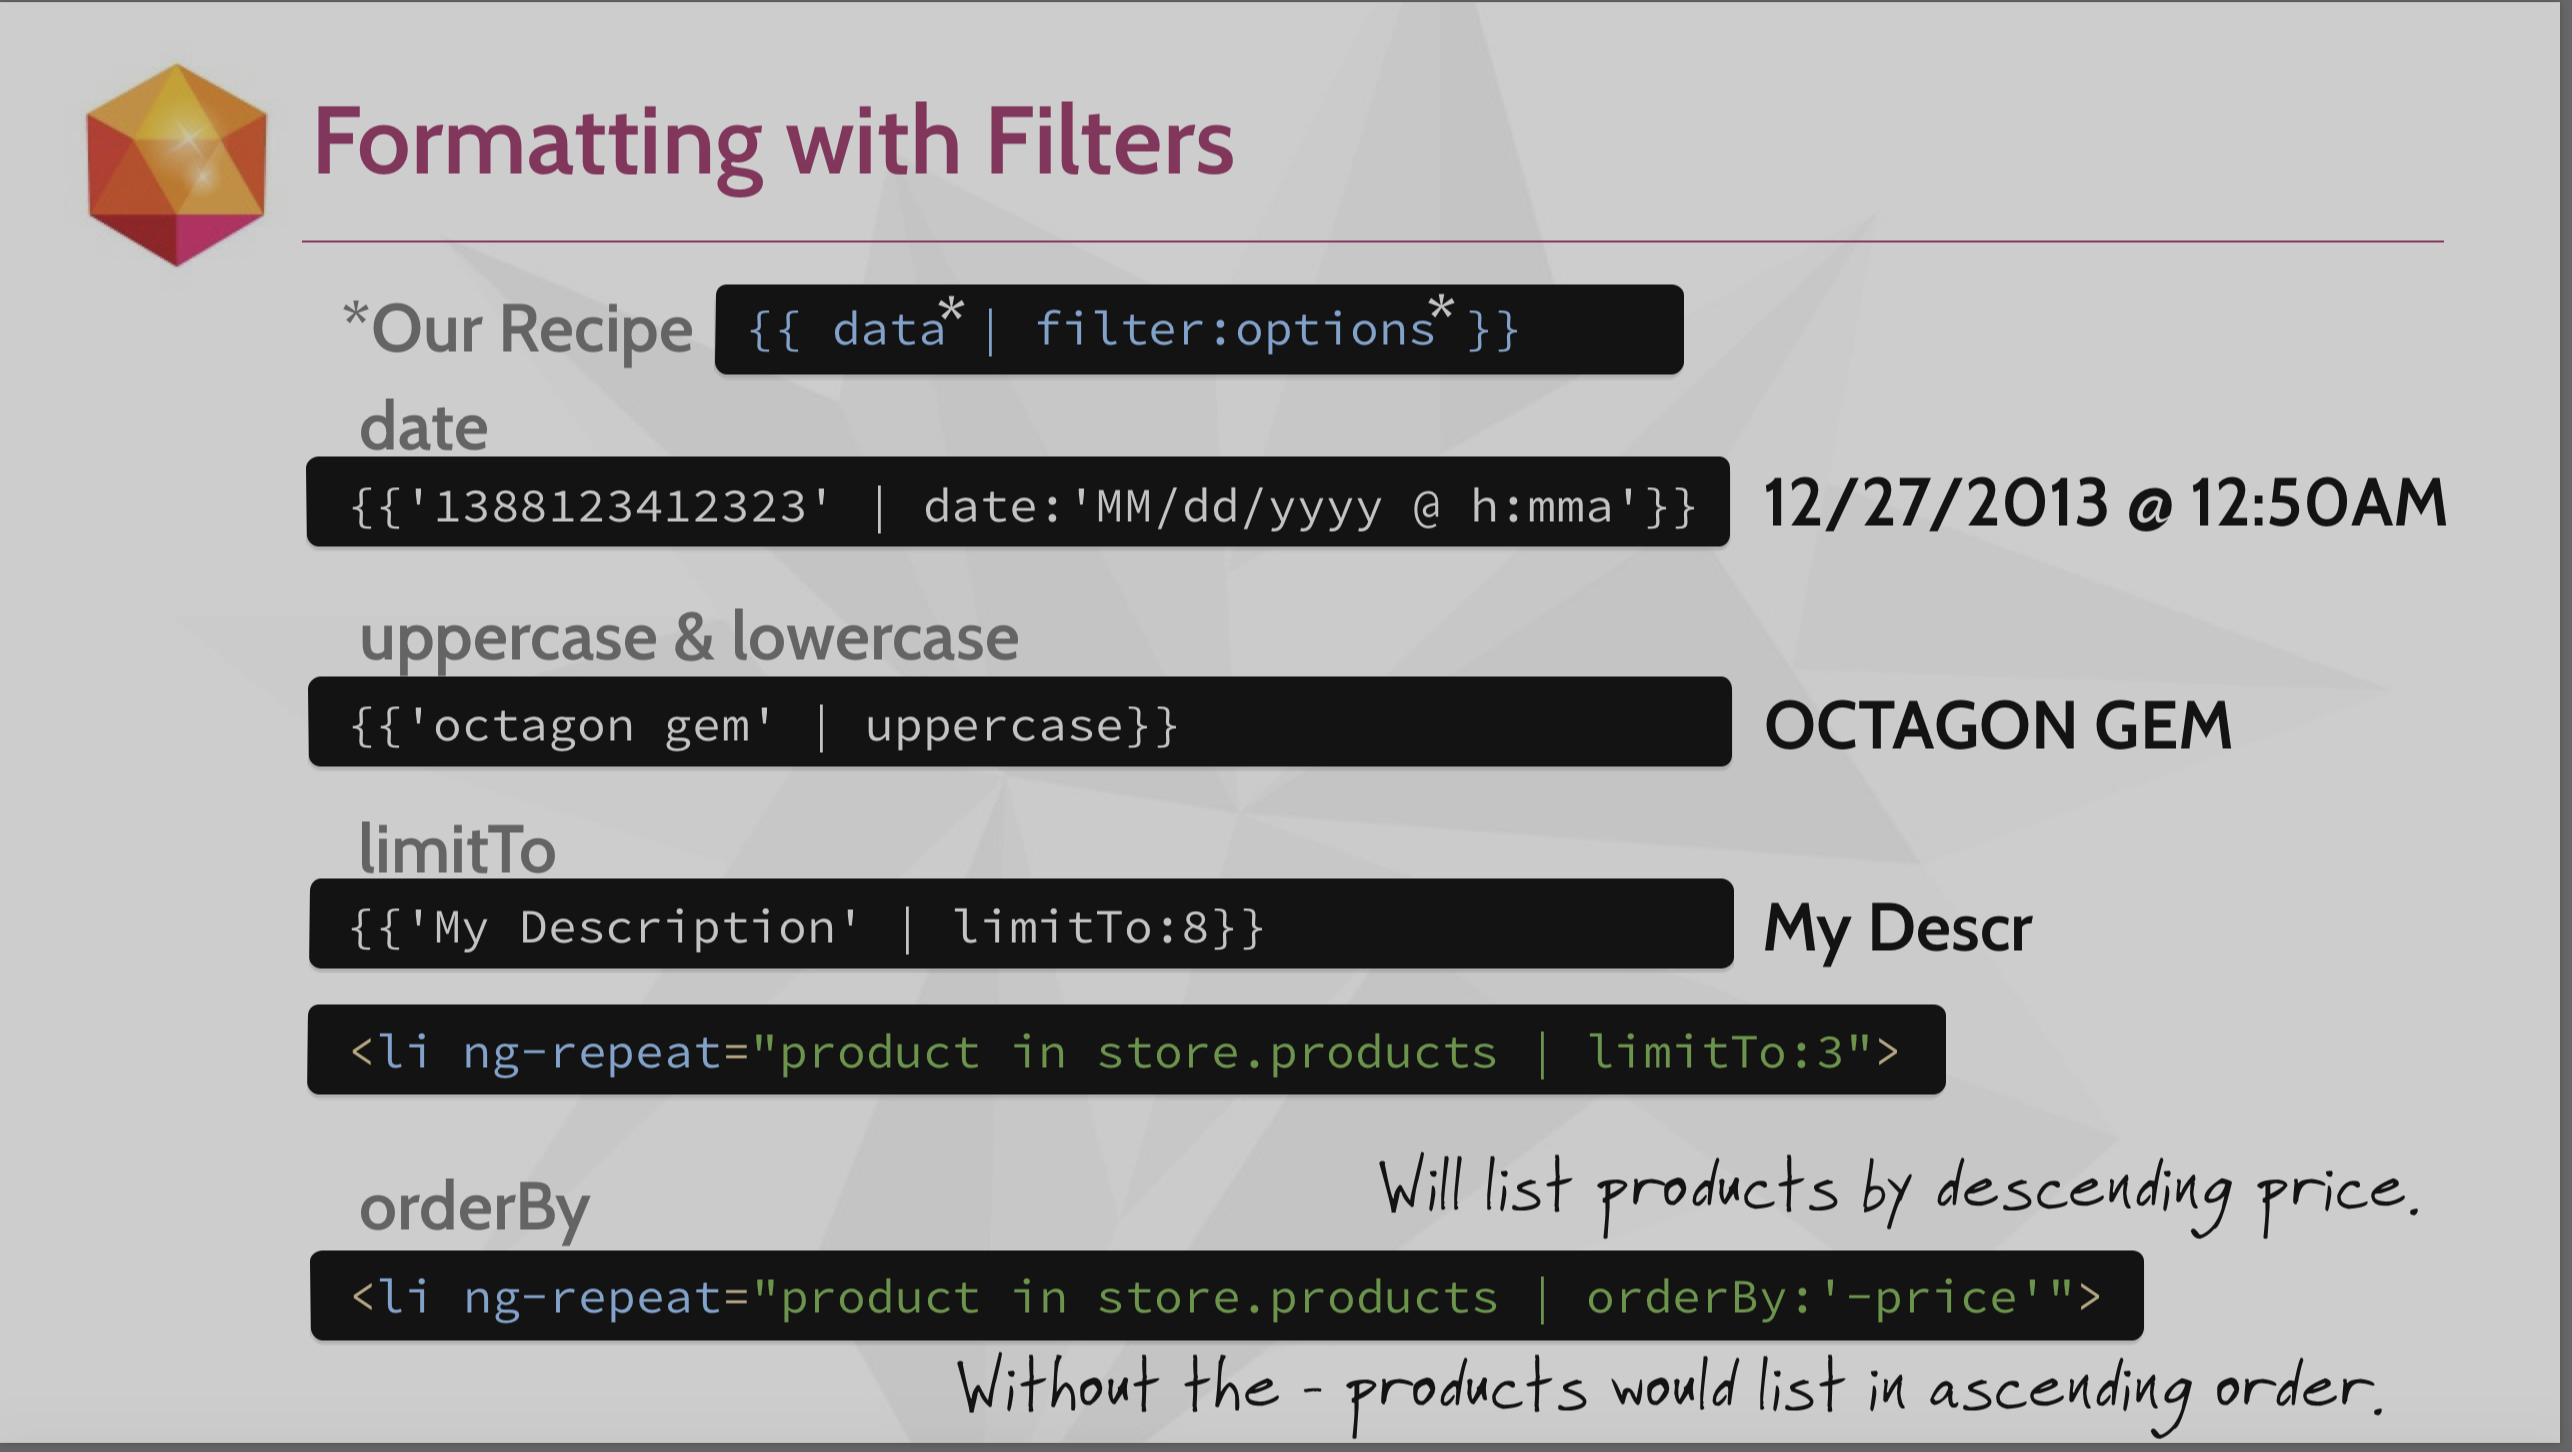 Formatting with Filters
*Our Recipe {{ data* | filter:options* }}
date
{{'1388123412323' | date:'MM/dd/yyyy @ h:mma'}} 12/27/2013 @ 12:50AM
uppercase & lowercase
{{'octagon gem' | uppercase}} OCTAGON GEM
limitTo
{{'My Description' | limitTo:8}} My Descr
<li ng-repeat="product in store.products | limitTo:3">
Will list products by descending price.
orderBy
<li ng-repeat="product in store.products | orderBy:'-price'">
Without the - products would list in ascending order.